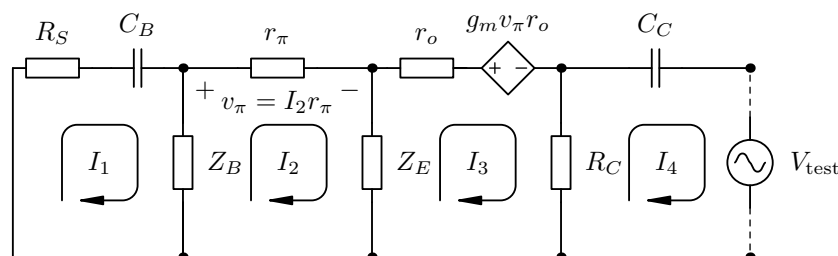 R_S
C_B
r_π
r_o
g_m v_π r_o
C_C
+ v_π = I_2 r_π −
+ −
I_1
Z_B
I_2
Z_E
I_3
R_C
I_4
V_test